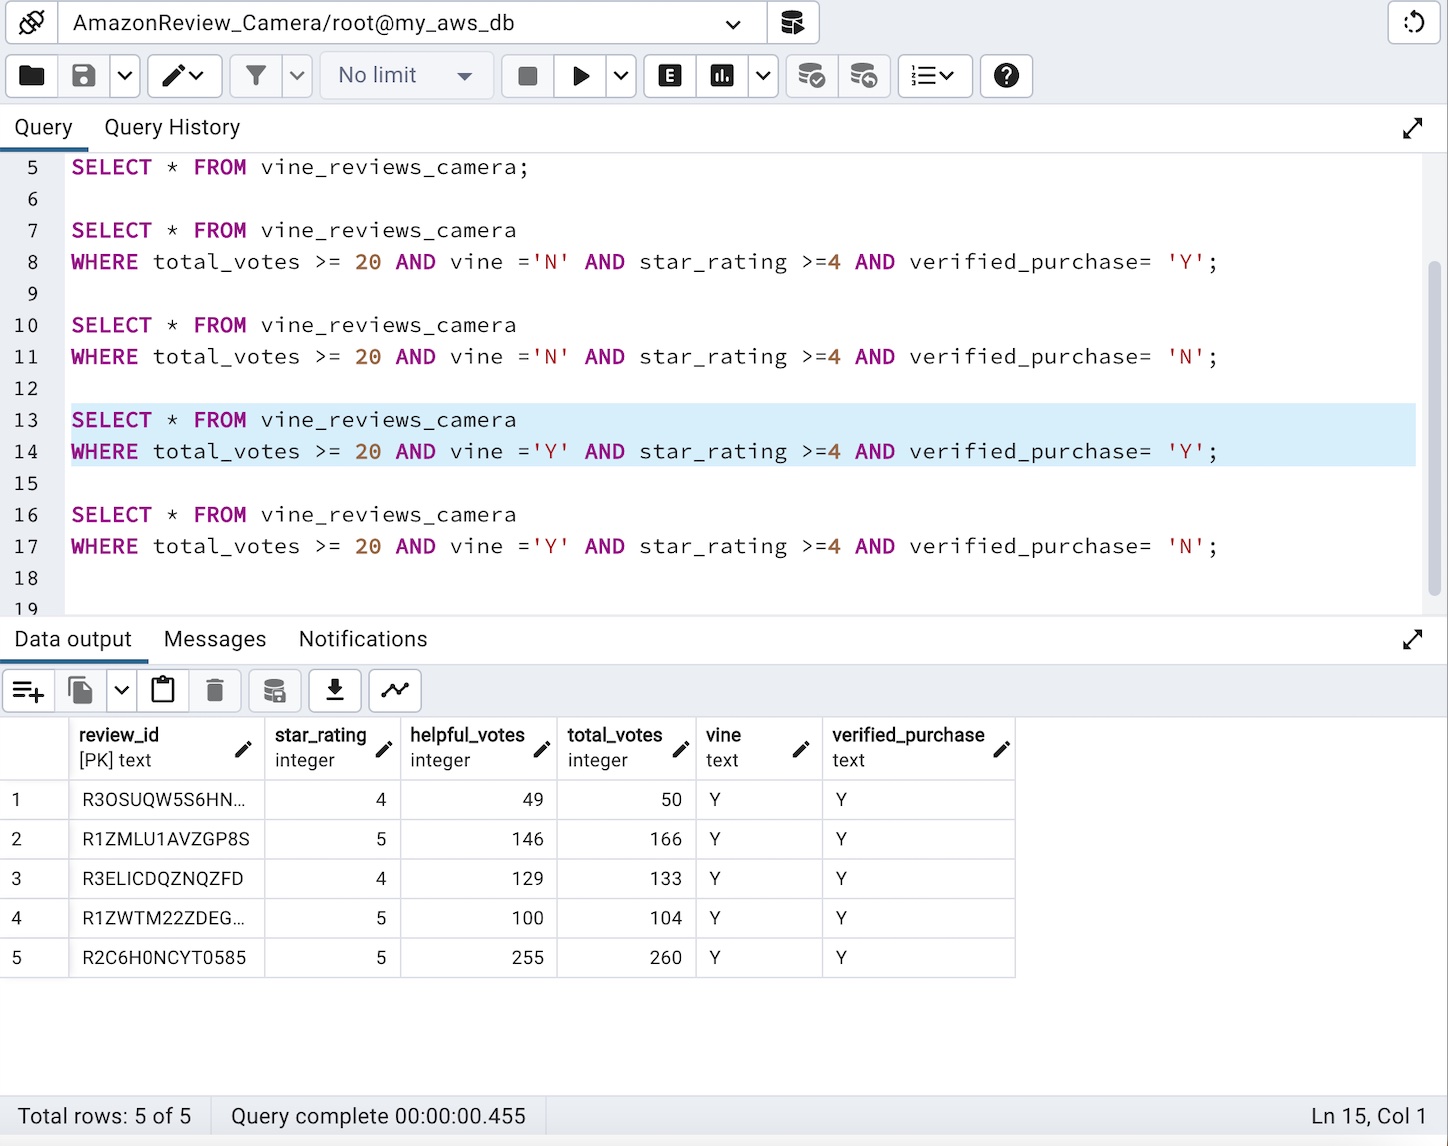 AmazonReview_Camera/root@my_aws_db
No limit
E
Query Query History
5 SELECT * FROM vine_reviews_camera;
6
7 SELECT * FROM vine_reviews_camera
8 WHERE total_votes >= 20 AND vine ='N' AND star_rating >=4 AND verified_purchase= 'Y';
9
10 SELECT * FROM vine_reviews_camera
11 WHERE total_votes >= 20 AND vine ='N' AND star_rating >=4 AND verified_purchase= 'N';
12
13 SELECT * FROM vine_reviews_camera
14 WHERE total_votes >= 20 AND vine ='Y' AND star_rating >=4 AND verified_purchase= 'Y';
15
16 SELECT * FROM vine_reviews_camera
17 WHERE total_votes >= 20 AND vine ='Y' AND star_rating >=4 AND verified_purchase= 'N';
18
19
Data output Messages Notifications
review_id star_rating helpful_votes total_votes vine verified_purchase
[PK] text integer integer integer text text
1 R3OSUQW5S6HN... 4 49 50 Y Y
2 R1ZMLU1AVZGP8S 5 146 166 Y Y
3 R3ELICDQZNQZFD 4 129 133 Y Y
4 R1ZWTM22ZDEG... 5 100 104 Y Y
5 R2C6H0NCYT0585 5 255 260 Y Y
Total rows: 5 of 5 Query complete 00:00:00.455 Ln 15, Col 1